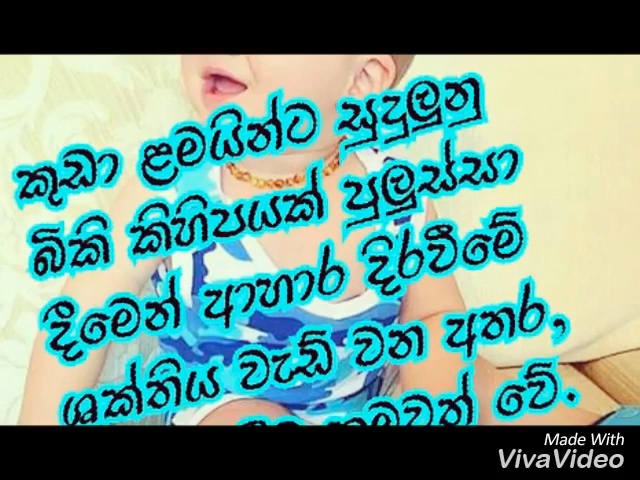 කුඩා ළමයින්ට සුදුලුනු
බික් කිහිපයක් පුලුස්සා
දීමෙන් ආහාර දිරවීමේ
ශක්තිය වැඩි වන අතර,
වේ.
Made With
VivaVideo